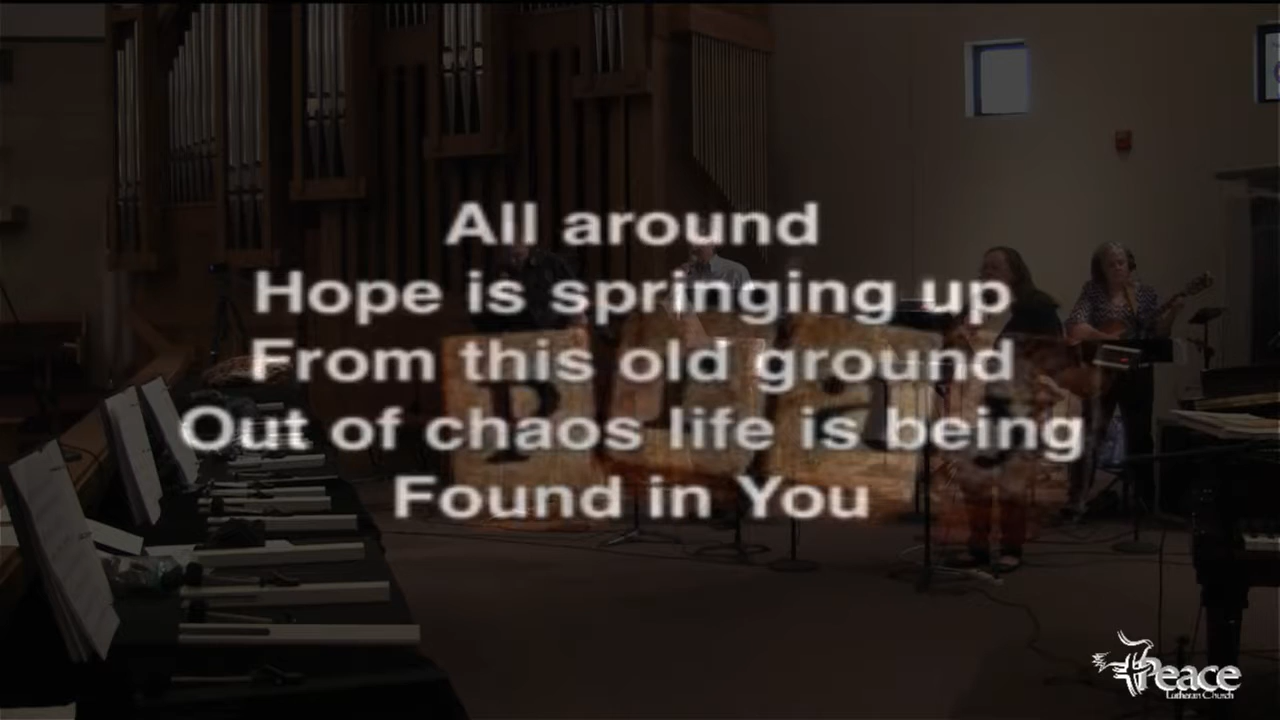 All around
Hope is springing up
From this old ground
Out of chaos life is being
Found in You
Peace
Lutheran Church